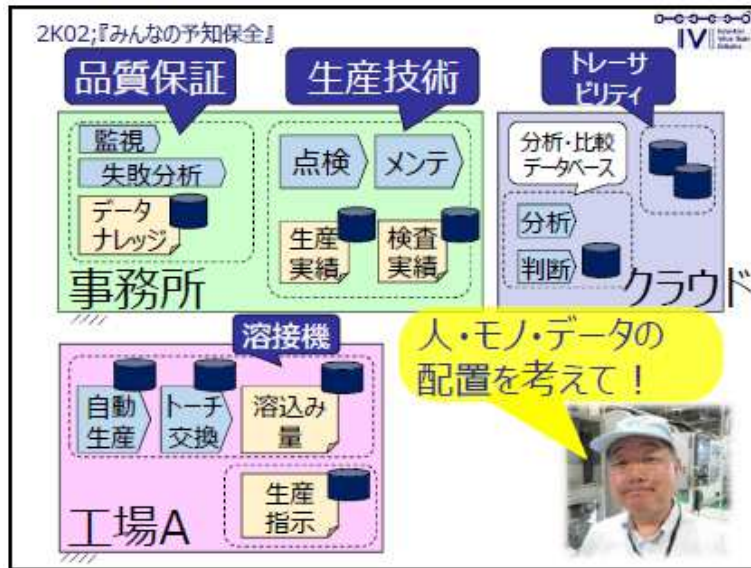 2K02;『みんなの予知保全』
IV
品質保証
生産技術
トレーサ
ビリティ
監視
失敗分析
データ
ナレッジ
点検
メンテ
生産
実績
検査
実績
事務所
分析・比較
データベース
分析
判断
クラウド
溶接機
自動
生産
トーチ
交換
溶込み
量
生産
指示
工場A
人・モノ・データの
配置を考えて！